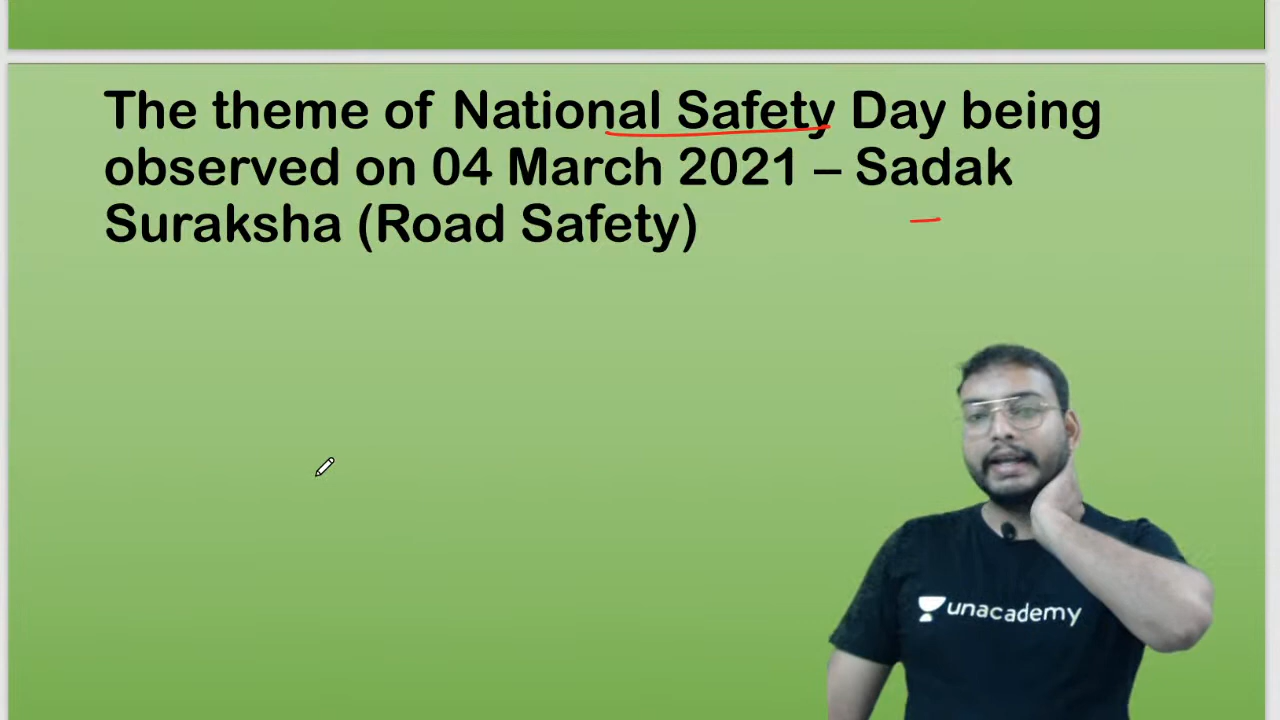 The theme of National Safety Day being
observed on 04 March 2021 – Sadak
Suraksha (Road Safety)
unacademy